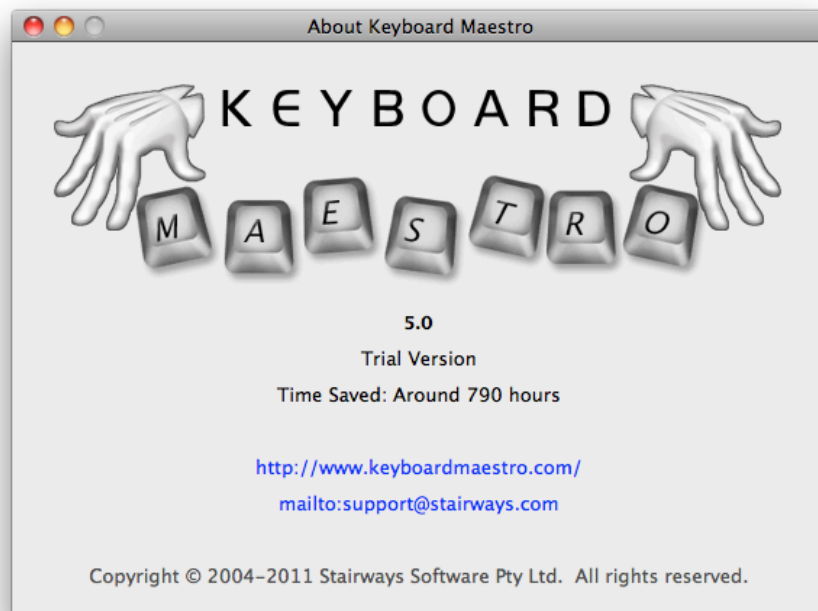 About Keyboard Maestro
KEYBOARD
MAESTRO
5.0
Trial Version
Time Saved: Around 790 hours
http://www.keyboardmaestro.com/
mailto:support@stairways.com
Copyright © 2004–2011 Stairways Software Pty Ltd.  All rights reserved.